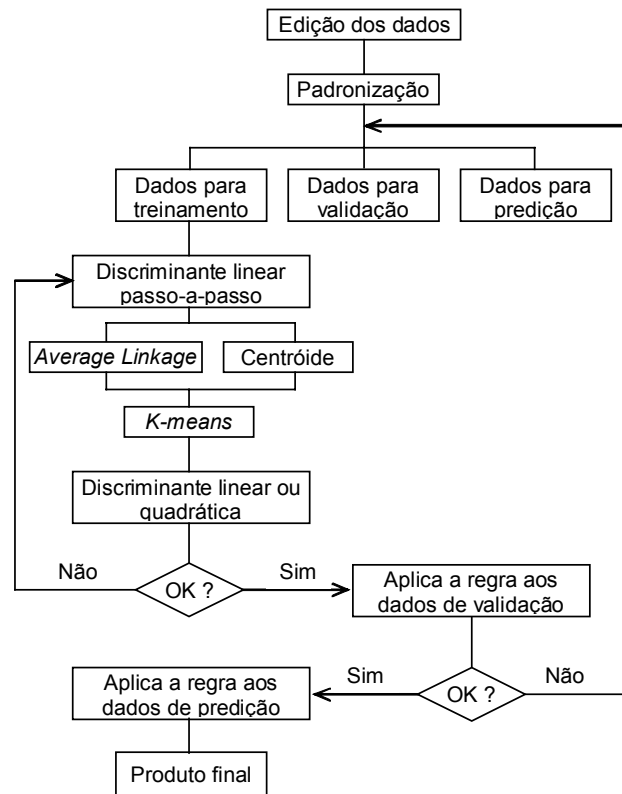 Edição dos dados
Padronização
Dados para
treinamento
Dados para
validação
Dados para
predição
Discriminante linear
passo-a-passo
Average Linkage
Centróide
K-means
Discriminante linear ou
quadrática
Não
OK ?
Sim
Aplica a regra aos
dados de validação
Aplica a regra aos
dados de predição
Sim
OK ?
Não
Produto final